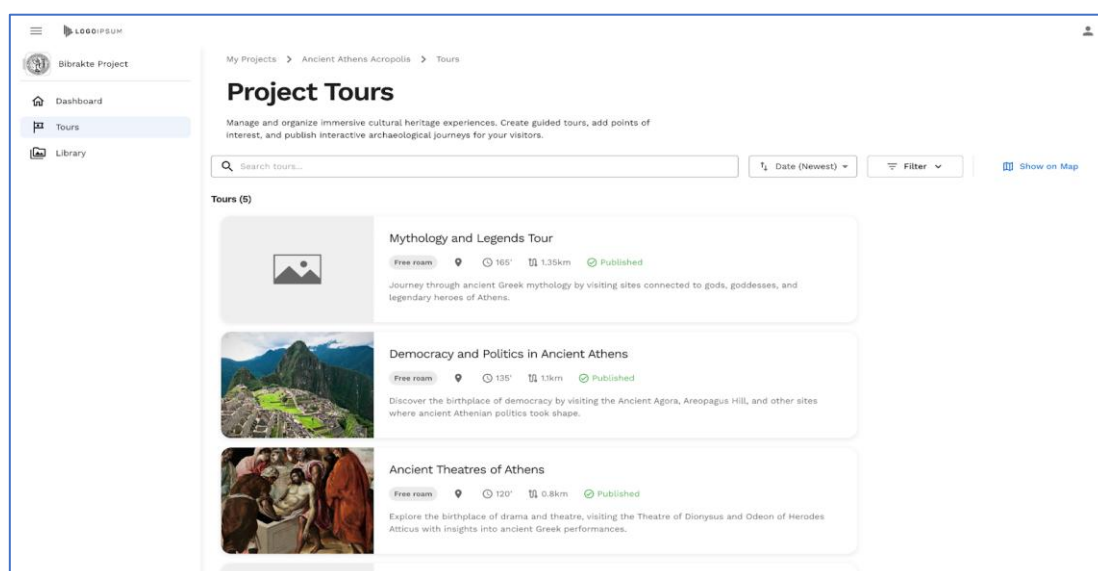 LOGOIPSUM
Bibrakte Project
Dashboard
Tours
Library
My Projects > Ancient Athens Acropolis > Tours
Project Tours
Manage and organize immersive cultural heritage experiences. Create guided tours, add points of
interest, and publish interactive archaeological journeys for your visitors.
Search tours...
Date (Newest)
Filter
Show on Map
Tours (5)
Mythology and Legends Tour
Free roam 165' 1.35km Published
Journey through ancient Greek mythology by visiting sites connected to gods, goddesses, and
legendary heroes of Athens.
Democracy and Politics in Ancient Athens
Free roam 135' 1.1km Published
Discover the birthplace of democracy by visiting the Ancient Agora, Areopagus Hill, and other sites
where ancient Athenian politics took shape.
Ancient Theatres of Athens
Free roam 120' 0.8km Published
Explore the birthplace of drama and theatre, visiting the Theatre of Dionysus and Odeon of Herodes
Atticus with insights into ancient Greek performances.